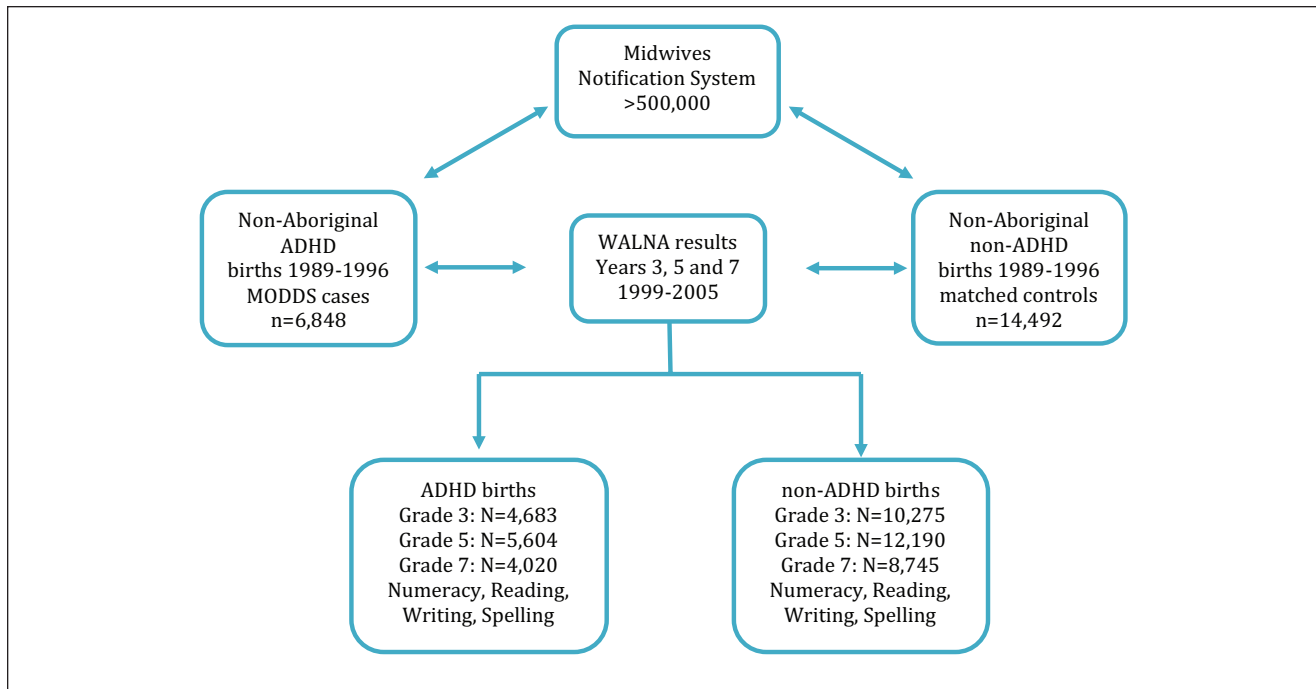 Midwives
Notification System
>500,000
Non-Aboriginal
ADHD
births 1989-1996
MODDS cases
n=6,848
WALNA results
Years 3, 5 and 7
1999-2005
Non-Aboriginal
non-ADHD
births 1989-1996
matched controls
n=14,492
ADHD births
Grade 3: N=4,683
Grade 5: N=5,604
Grade 7: N=4,020
Numeracy, Reading,
Writing, Spelling
non-ADHD births
Grade 3: N=10,275
Grade 5: N=12,190
Grade 7: N=8,745
Numeracy, Reading,
Writing, Spelling